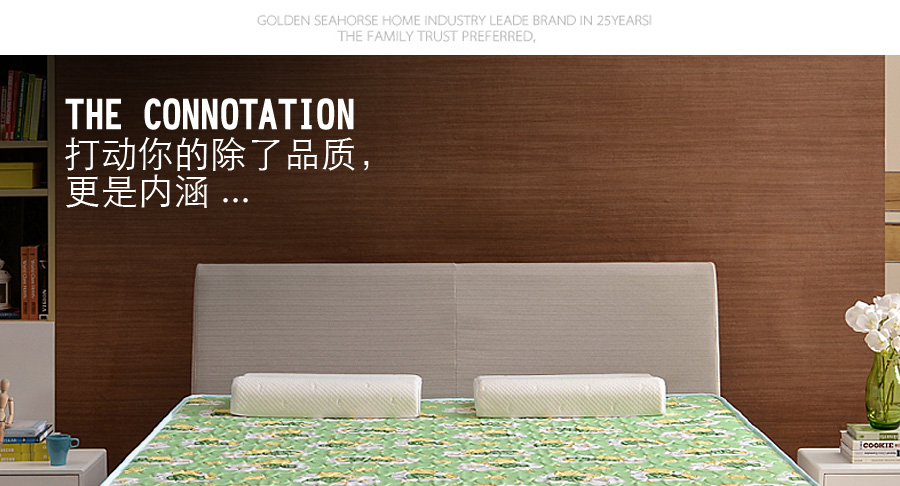 GOLDEN SEAHORSE HOME INDUSTRY LEADE BRAND IN 25YEARS!
THE FAMILY TRUST PREFERRED,
THE CONNOTATION
打动你的除了品质，
更是内涵 ...
COOKIE